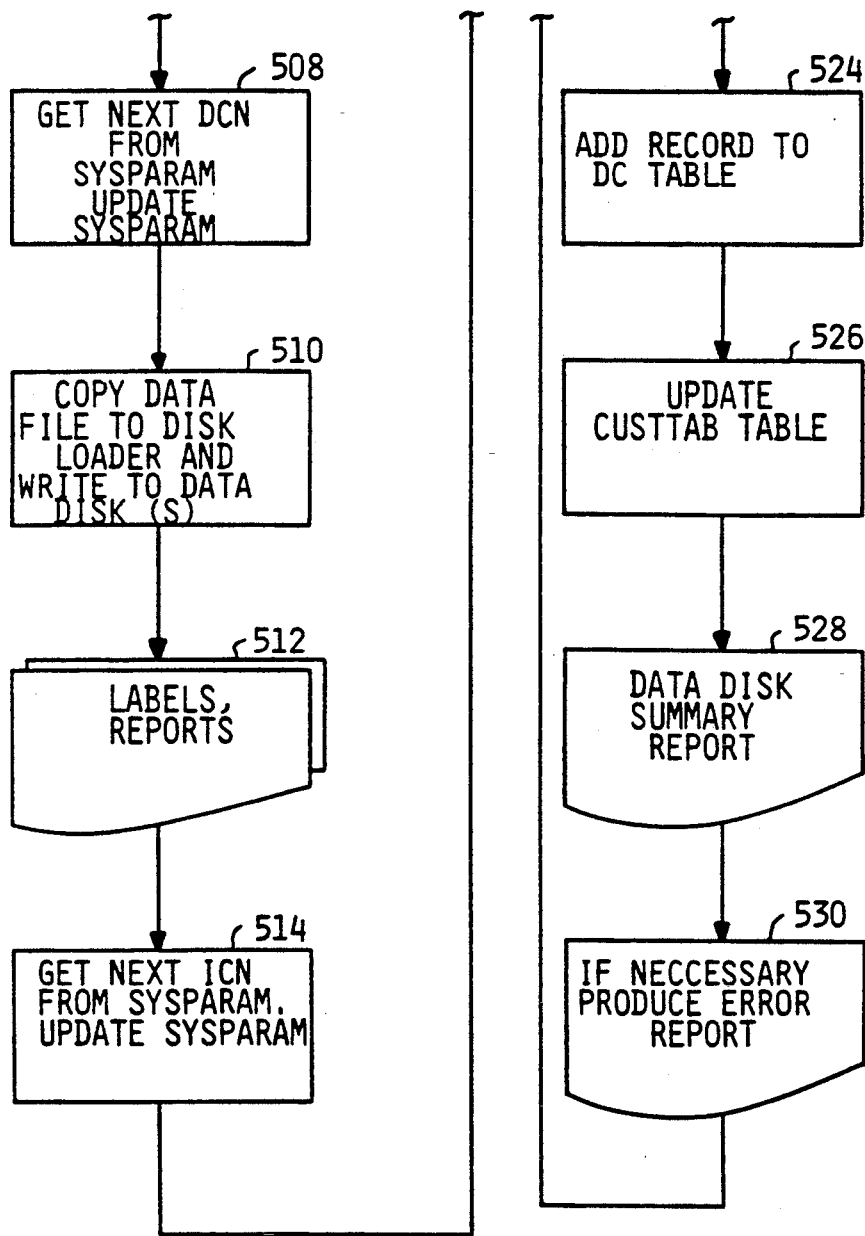 508
GET NEXT DCN
FROM
SYSPARAM
UPDATE
SYSPARAM
510
COPY DATA
FILE TO DISK
LOADER AND
WRITE TO DATA
DISK (S)
512
LABELS,
REPORTS
514
GET NEXT ICN
FROM SYSPARAM.
UPDATE SYSPARAM
524
ADD RECORD TO
DC TABLE
526
UPDATE
CUSTTAB TABLE
528
DATA DISK
SUMMARY
REPORT
530
IF NECCESSARY
PRODUCE ERROR
REPORT